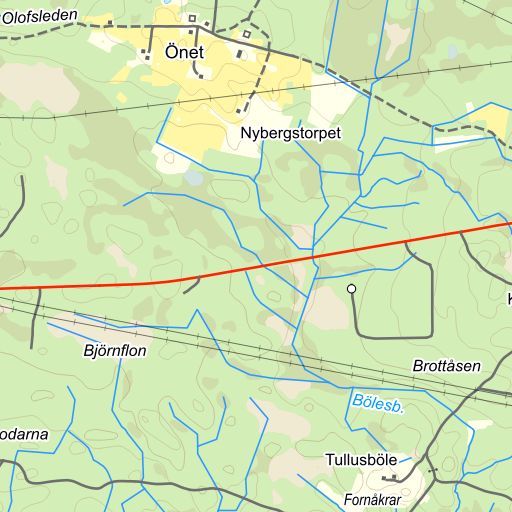 Olofsleden
Önet
Nybergstorpet
Björnflon
Brottåsen
Bölesb.
odarna
Tullusböle
Fornåkrar